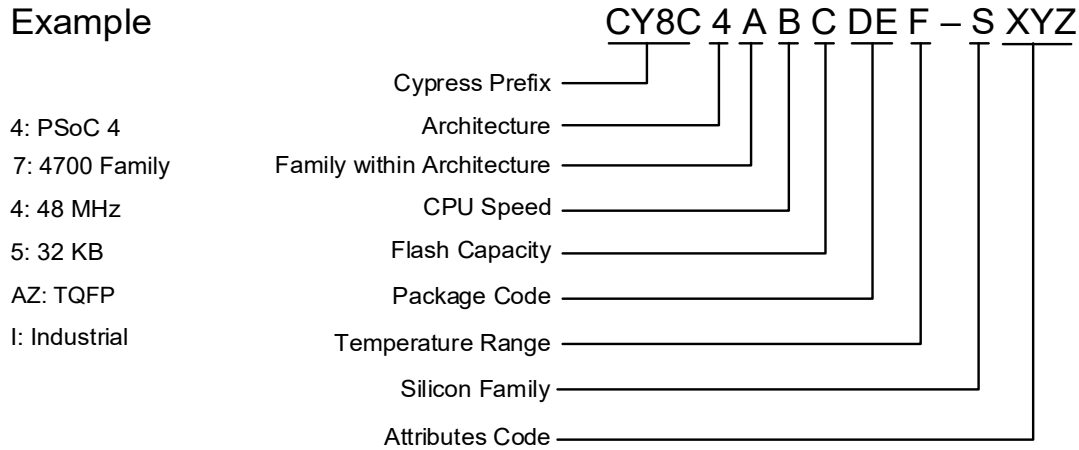 Example CY8C 4 A B C DE F – S XYZ
Cypress Prefix
4: PSoC 4 Architecture
7: 4700 Family Family within Architecture
4: 48 MHz CPU Speed
5: 32 KB Flash Capacity
AZ: TQFP Package Code
I: Industrial Temperature Range
Silicon Family
Attributes Code